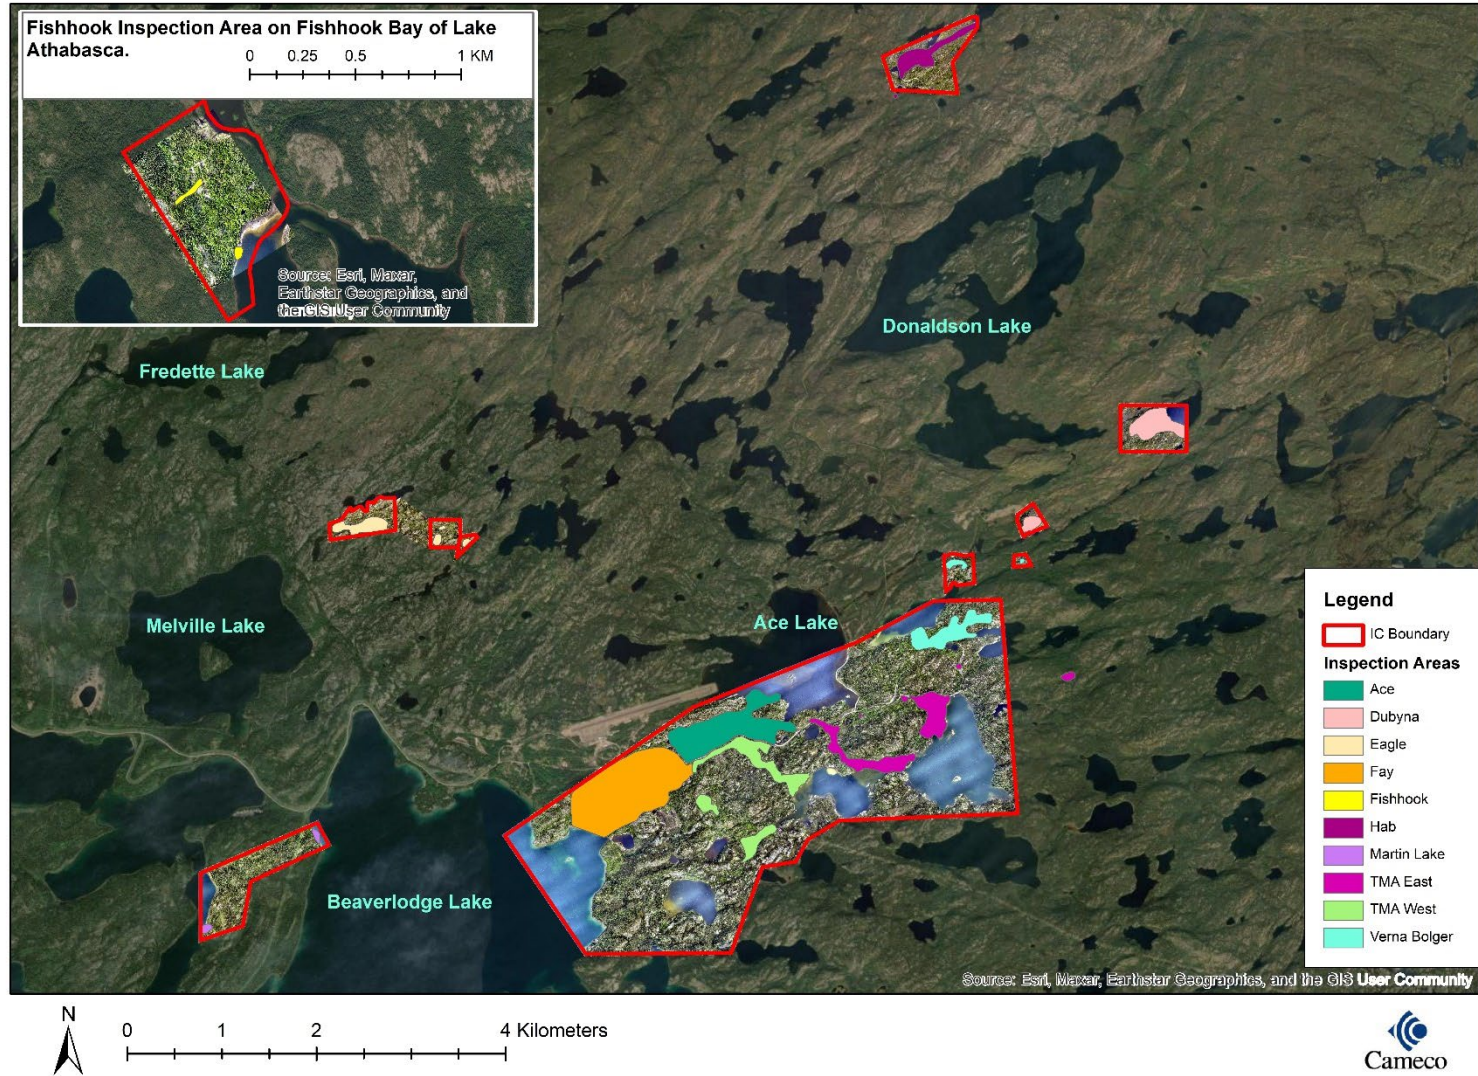 Fishhook Inspection Area on Fishhook Bay of Lake
Athabasca.
0 0.25 0.5 1 KM
Source: Esri, Maxar,
Earthstar Geographics, and
the GIS User Community
Fredette Lake
Donaldson Lake
Melville Lake
Ace Lake
Beaverlodge Lake
Legend
IC Boundary
Inspection Areas
Ace
Dubyna
Eagle
Fay
Fishhook
Hab
Martin Lake
TMA East
TMA West
Verna Bolger
Source: Esri, Maxar, Earthstar Geographics, and the GIS User Community
N
0 1 2 4 Kilometers
Cameco